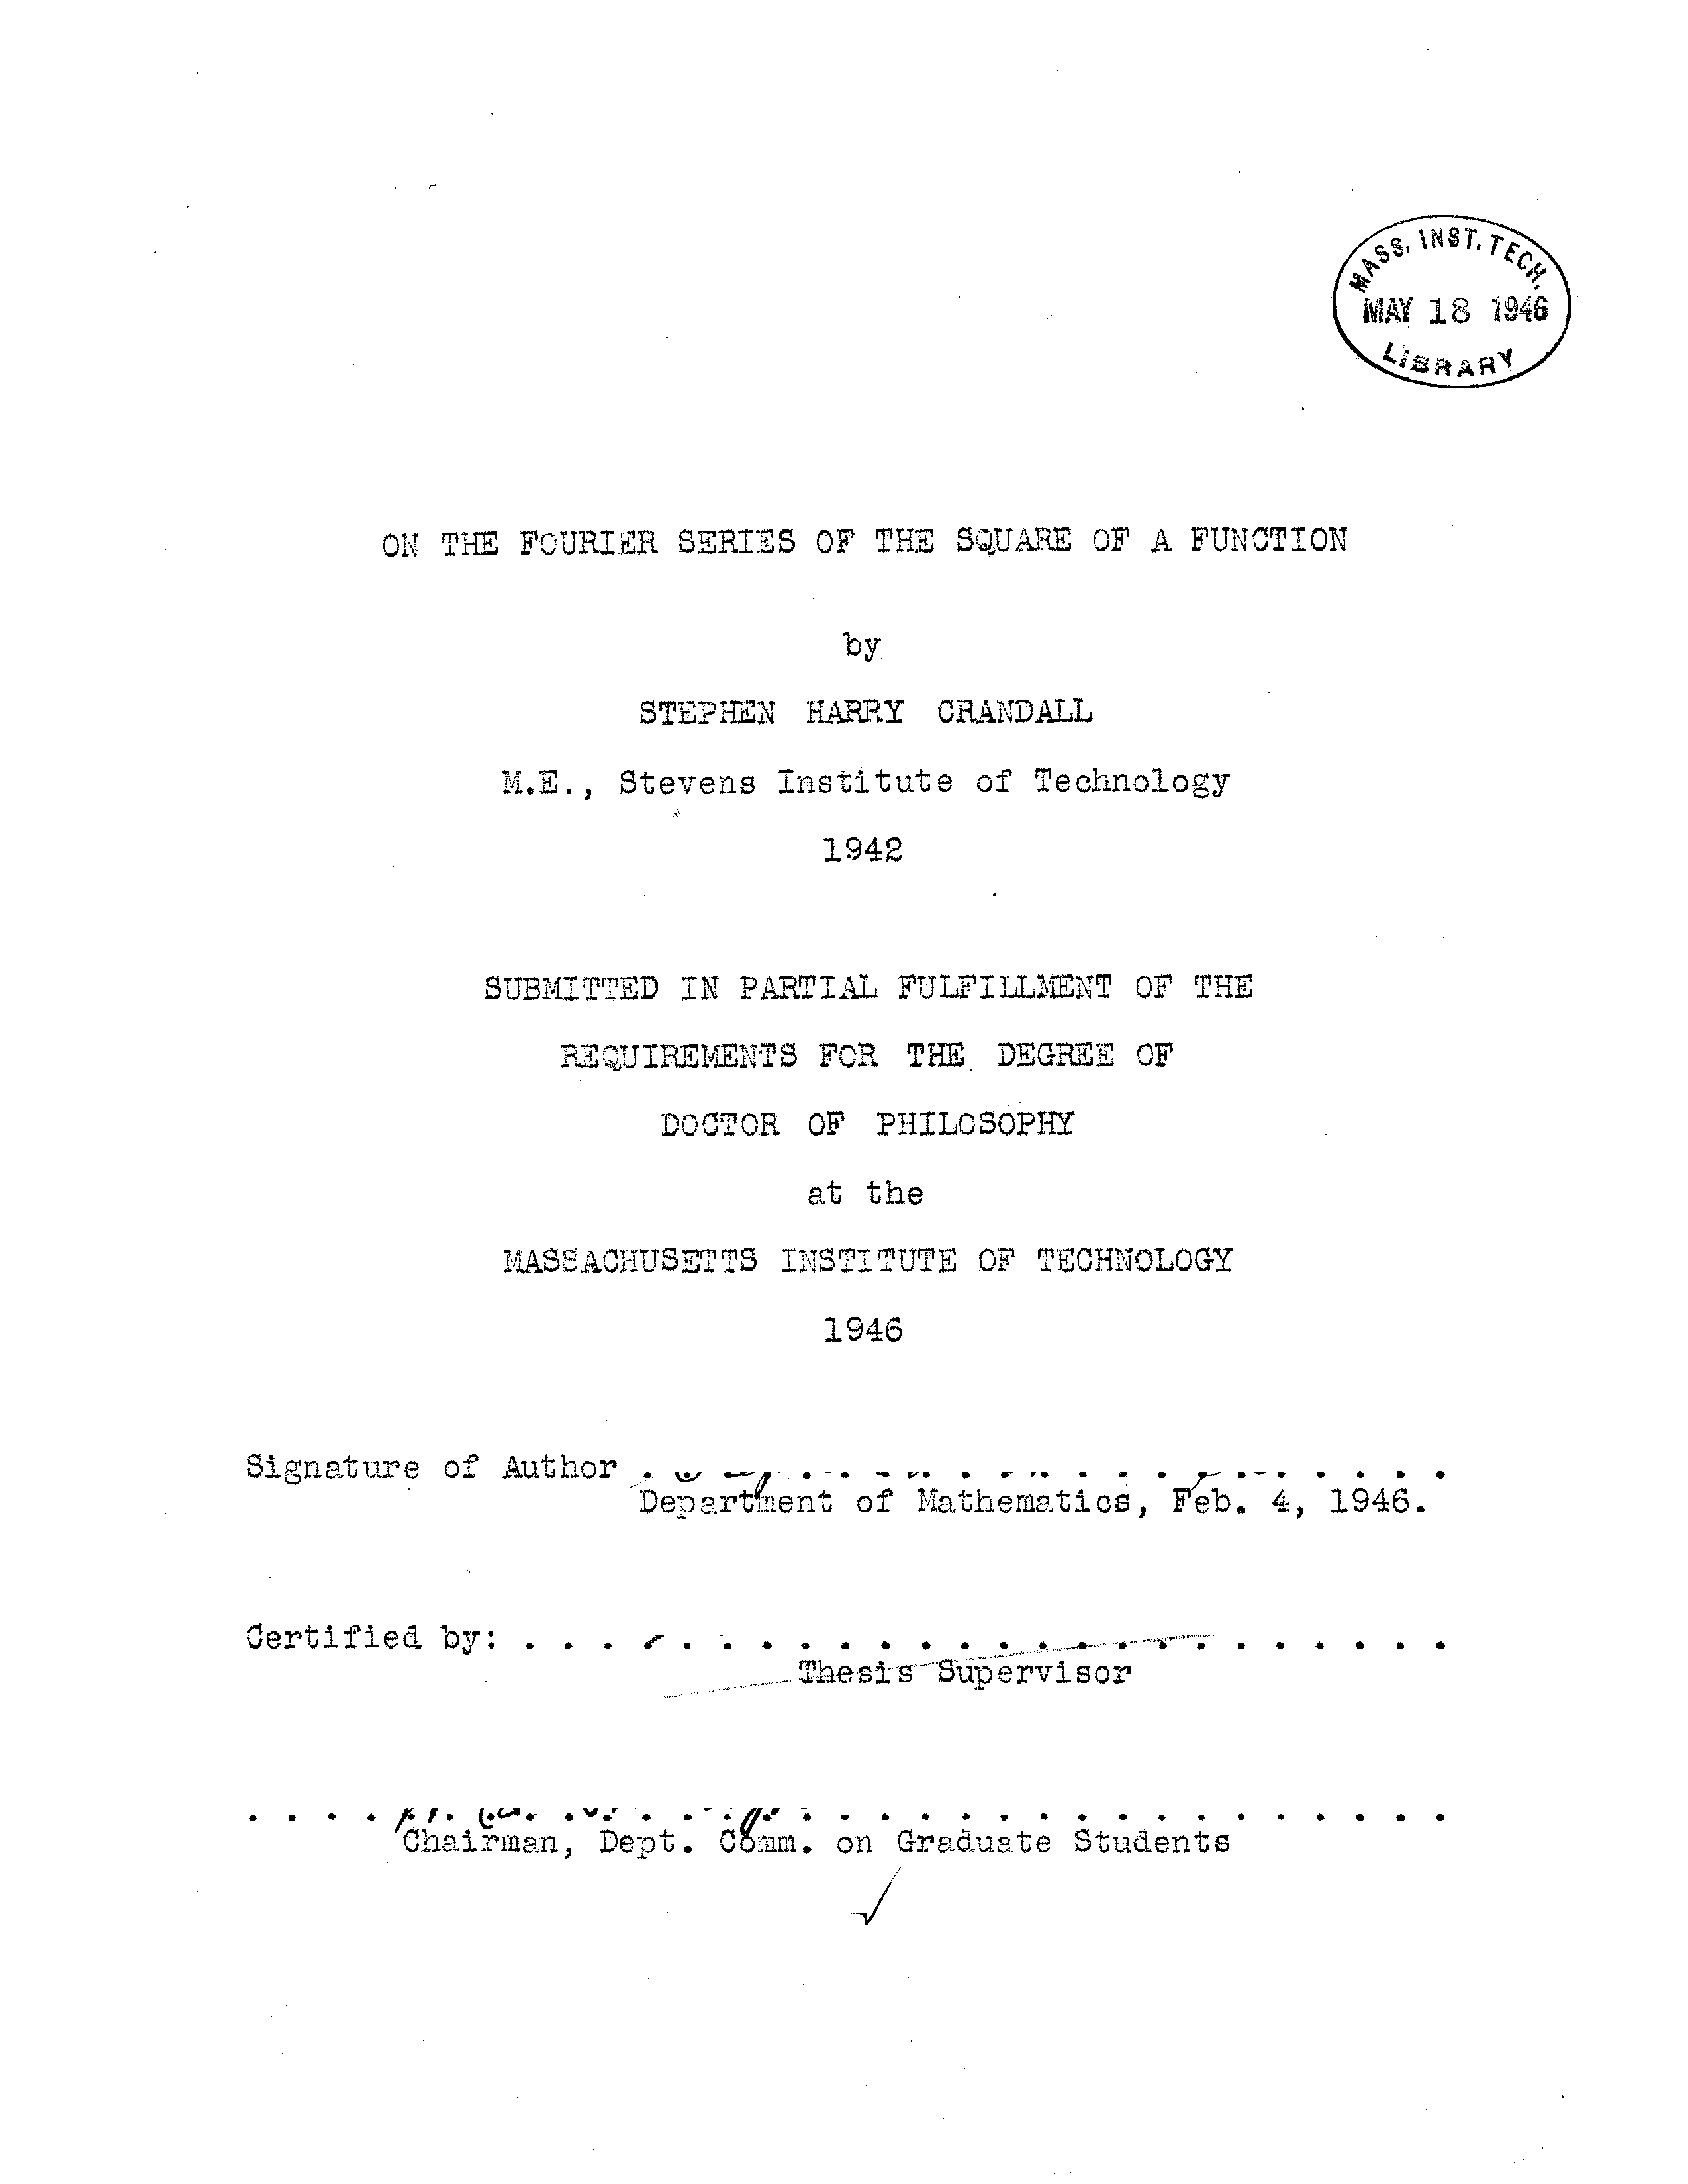 MASS. INST. TECH.
MAY 18 1946
LIBRARY
ON THE FOURIER SERIES OF THE SQUARE OF A FUNCTION
by
STEPHEN HARRY CRANDALL
M.E., Stevens Institute of Technology
1942
SUBMITTED IN PARTIAL FULFILLMENT OF THE
REQUIREMENTS FOR THE DEGREE OF
DOCTOR OF PHILOSOPHY
at the
MASSACHUSETTS INSTITUTE OF TECHNOLOGY
1946
Signature of Author . . . . . . . . . . . . . . . . . . . . .
Department of Mathematics, Feb. 4, 1946.
Certified by: . . . . . . . . . . . . . . . . . . . . . . . .
Thesis Supervisor
. . . . . . . . . . . . . . . . . . . . . . . . . . . . . . .
Chairman, Dept. Comm. on Graduate Students